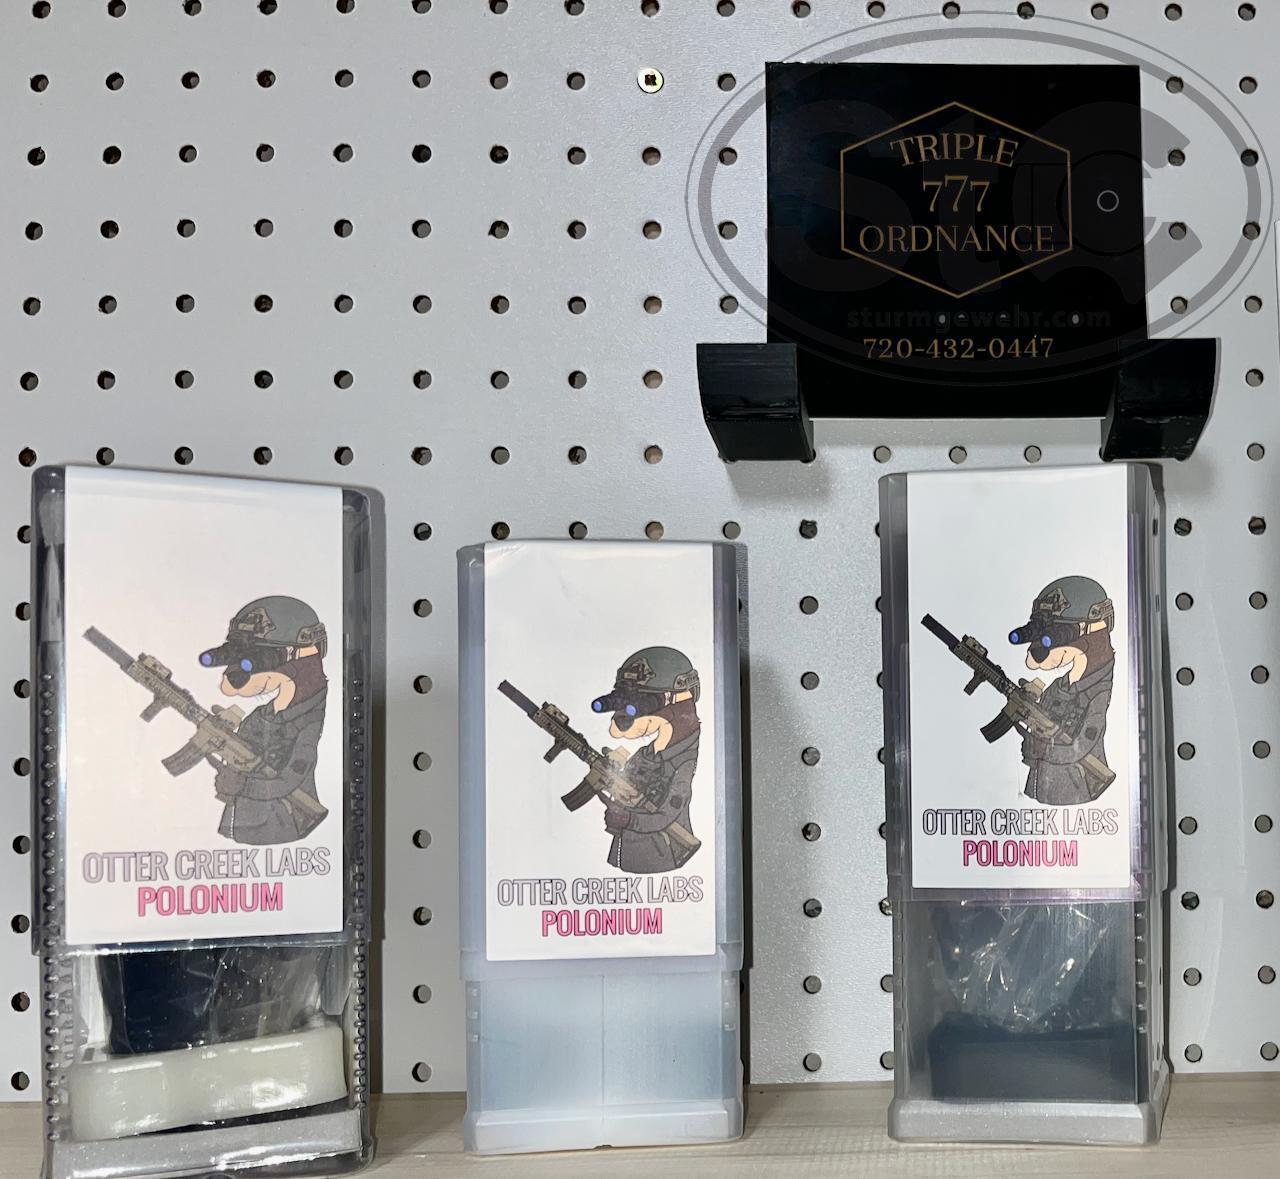 TRIPLE
777
ORDNANCE
StG
sturmgewehr.com
720-432-0447
OTTER CREEK LABS
POLONIUM
OTTER CREEK LABS
POLONIUM
OTTER CREEK LABS
POLONIUM